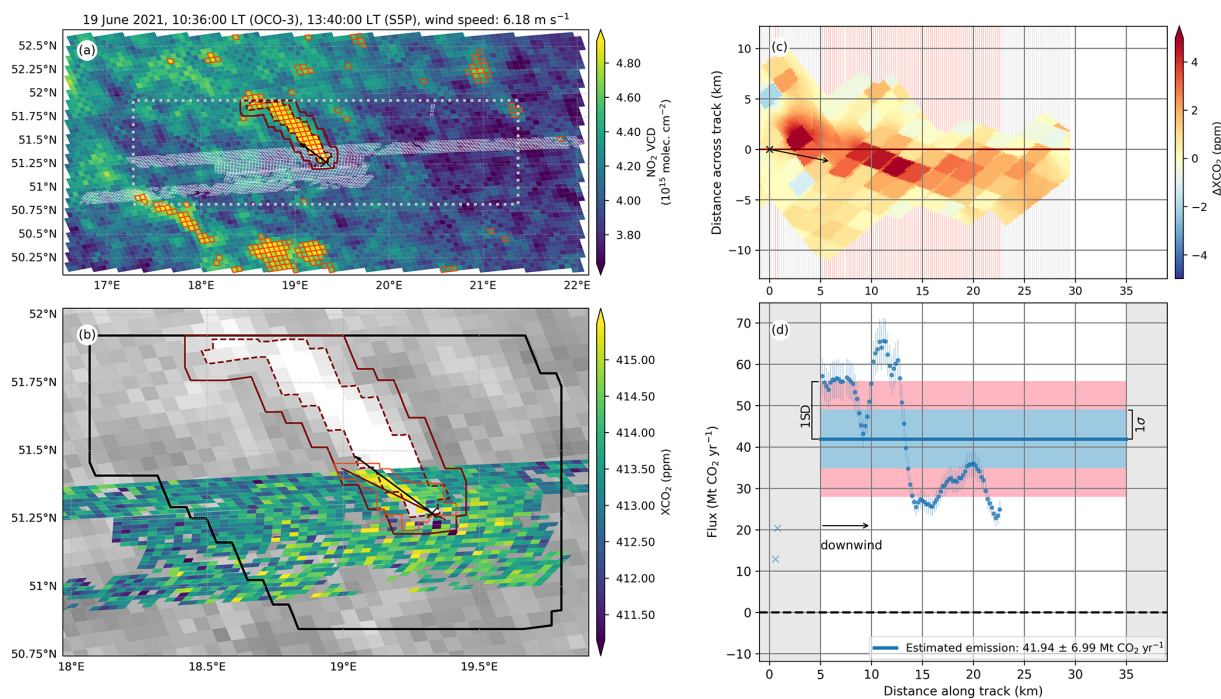 19 June 2021, 10:36:00 LT (OCO-3), 13:40:00 LT (S5P), wind speed: 6.18 m s⁻¹
(a)
52.5°N
52.25°N
52°N
51.75°N
51.5°N
51.25°N
51°N
50.75°N
50.5°N
50.25°N
17°E 18°E 19°E 20°E 21°E 22°E
4.80
4.60
4.40
4.20
4.00
3.80
NO₂ VCD
(10¹⁵ molec. cm⁻²)
(b)
52°N
51.75°N
51.5°N
51.25°N
51°N
50.75°N
18°E 18.5°E 19°E 19.5°E
415.00
414.50
414.00
413.50
413.00
412.50
412.00
411.50
XCO₂ (ppm)
(c)
Distance across track (km)
10
5
0
−5
−10
0 5 10 15 20 25 30 35
4
2
0
−2
−4
ΔXCO₂ (ppm)
(d)
Flux (Mt CO₂ yr⁻¹)
70
60
50
40
30
20
10
0
−10
1SD
1σ
downwind
Estimated emission: 41.94 ± 6.99 Mt CO₂ yr⁻¹
0 5 10 15 20 25 30 35
Distance along track (km)